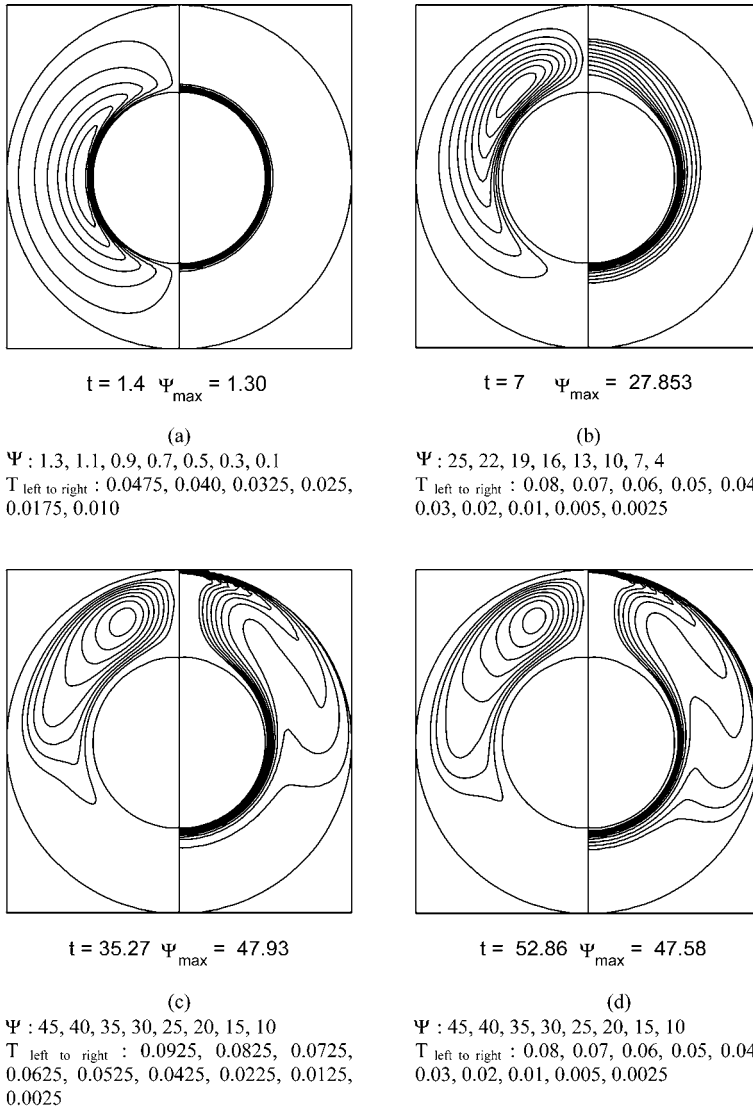 t = 1.4 Ψmax = 1.30
(a)
Ψ : 1.3, 1.1, 0.9, 0.7, 0.5, 0.3, 0.1
T left to right : 0.0475, 0.040, 0.0325, 0.025,
0.0175, 0.010
t = 7 Ψmax = 27.853
(b)
Ψ : 25, 22, 19, 16, 13, 10, 7, 4
T left to right : 0.08, 0.07, 0.06, 0.05, 0.04
0.03, 0.02, 0.01, 0.005, 0.0025
t = 35.27 Ψmax = 47.93
(c)
Ψ : 45, 40, 35, 30, 25, 20, 15, 10
T left to right : 0.0925, 0.0825, 0.0725,
0.0625, 0.0525, 0.0425, 0.0225, 0.0125,
0.0025
t = 52.86 Ψmax = 47.58
(d)
Ψ : 45, 40, 35, 30, 25, 20, 15, 10
T left to right : 0.08, 0.07, 0.06, 0.05, 0.04
0.03, 0.02, 0.01, 0.005, 0.0025